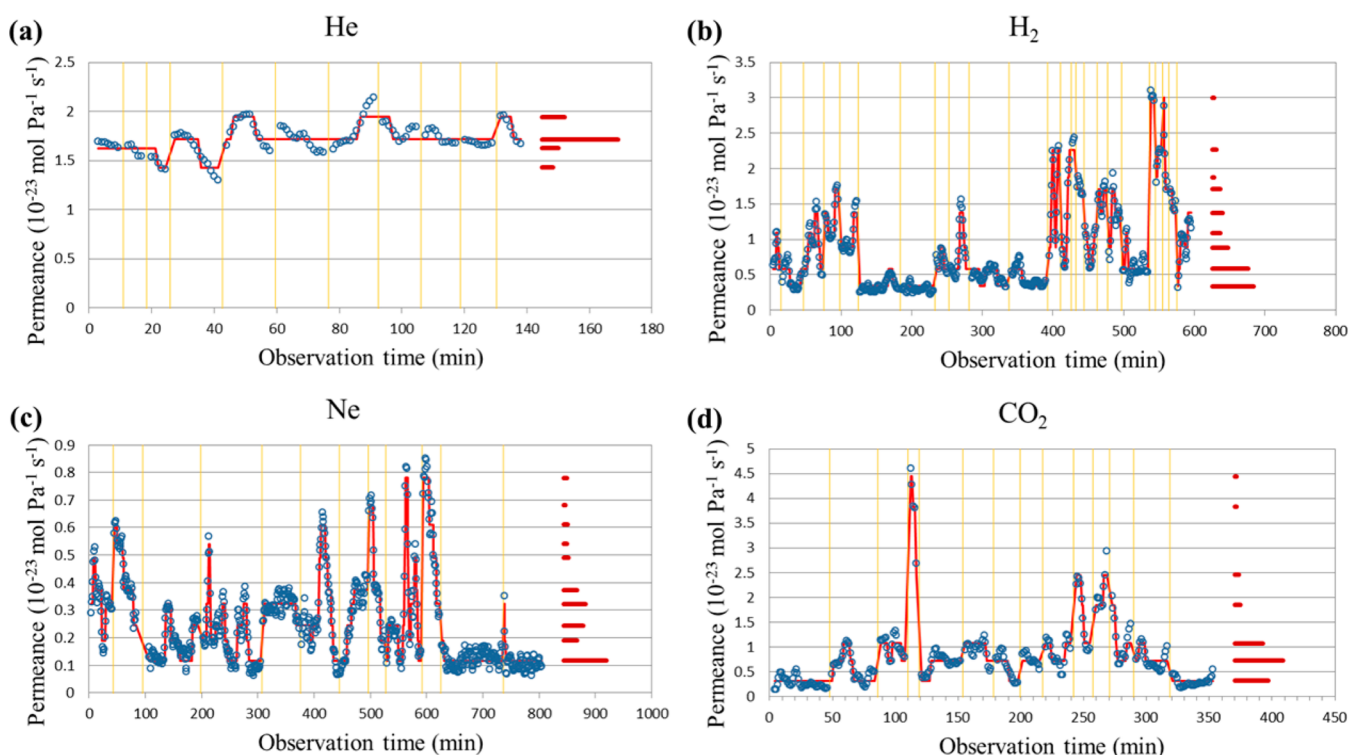 (a)
He
Permeance (10-23 mol Pa-1 s-1)
2.5
2
1.5
1
0.5
0
0 20 40 60 80 100 120 140 160 180
Observation time (min)
(b)
H2
Permeance (10-23 mol Pa-1 s-1)
3.5
3
2.5
2
1.5
1
0.5
0
0 100 200 300 400 500 600 700 800
Observation time (min)
(c)
Ne
Permeance (10-23 mol Pa-1 s-1)
0.9
0.8
0.7
0.6
0.5
0.4
0.3
0.2
0.1
0
0 100 200 300 400 500 600 700 800 900 1000
Observation time (min)
(d)
CO2
Permeance (10-23 mol Pa-1 s-1)
5
4.5
4
3.5
3
2.5
2
1.5
1
0.5
0
0 50 100 150 200 250 300 350 400 450
Observation time (min)